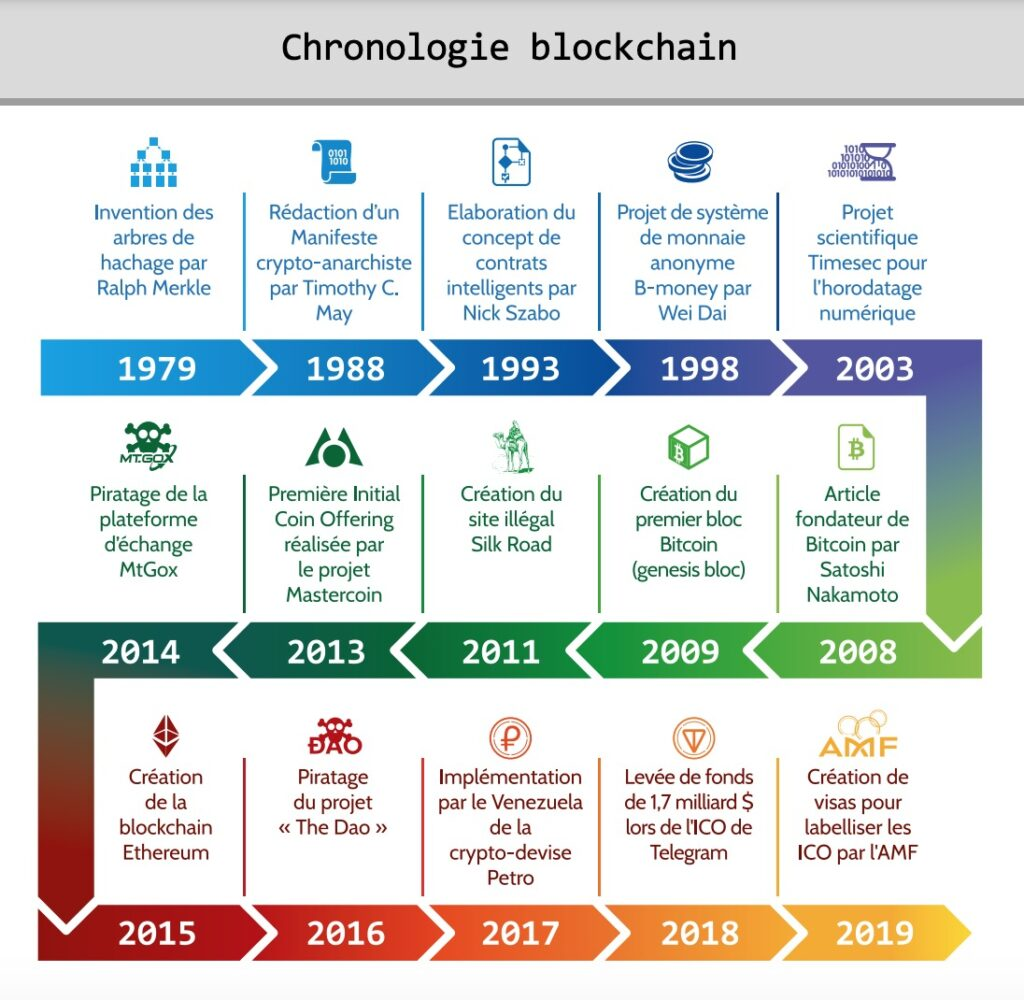 Chronologie blockchain
0101
1010
1010
101010
01010100110
101010101010
Invention des
arbres de
hachage par
Ralph Merkle
Rédaction d'un
Manifeste
crypto-anarchiste
par Timothy C.
May
Elaboration du
concept de
contrats
intelligents par
Nick Szabo
Projet de système
de monnaie
anonyme
B-money par
Wei Dai
Projet
scientifique
Timesec pour
l'horodatage
numérique
1979
1988
1993
1998
2003
MT.GOX
Piratage de la
plateforme
d'échange
MtGox
Première Initial
Coin Offering
réalisée par
le projet
Mastercoin
Création du
site illégal
Silk Road
Création du
premier bloc
Bitcoin
(genesis bloc)
Article
fondateur de
Bitcoin par
Satoshi
Nakamoto
2014
2013
2011
2009
2008
ĐAO
AMF
Création
de la
blockchain
Ethereum
Piratage
du projet
« The Dao »
Implémentation
par le Venezuela
de la
crypto-devise
Petro
Levée de fonds
de 1,7 milliard $
lors de l'ICO de
Telegram
Création de
visas pour
labelliser les
ICO par l'AMF
2015
2016
2017
2018
2019